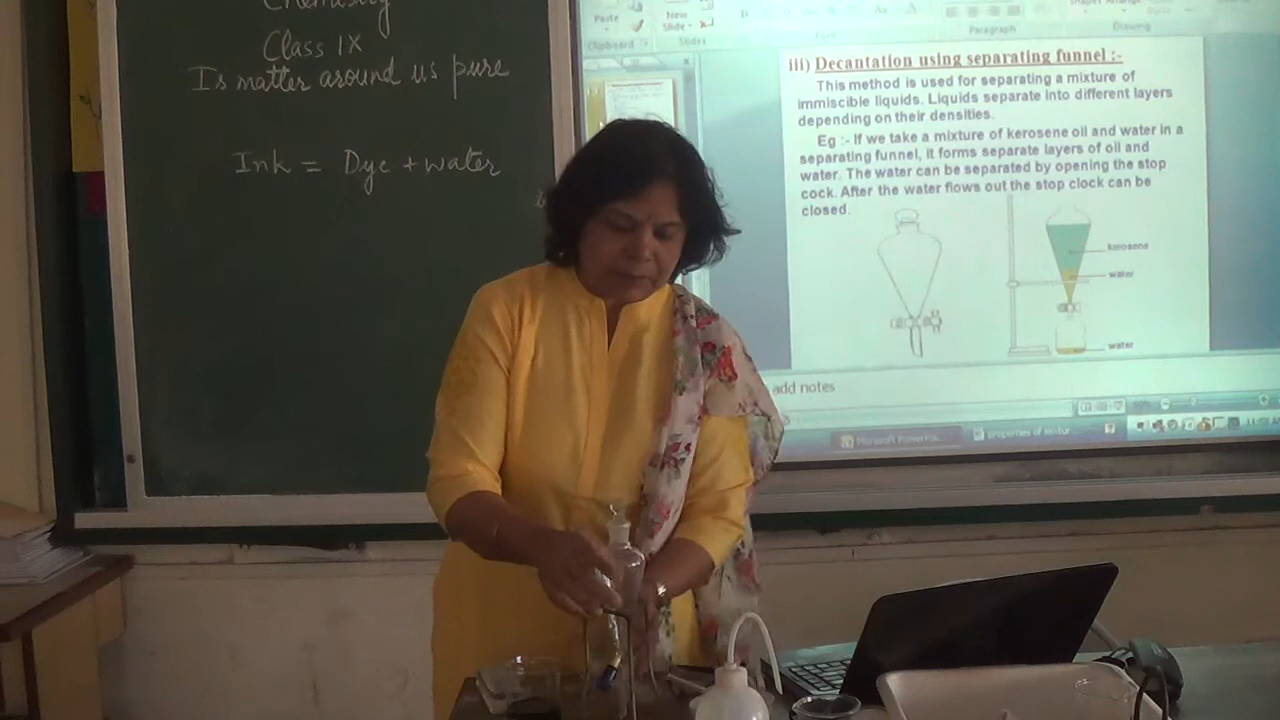 Chemistry
Class IX
Is matter around us pure
Ink = Dye + water
Paste
New
Slide
Clipboard
Slides
Paragraph
Drawing
iii) Decantation using separating funnel :-
This method is used for separating a mixture of
immiscible liquids. Liquids separate into different layers
depending on their densities.
Eg :- If we take a mixture of kerosene oil and water in a
separating funnel, it forms separate layers of oil and
water. The water can be separated by opening the stop
cock. After the water flows out the stop clock can be
closed.
kerosene
water
water
add notes